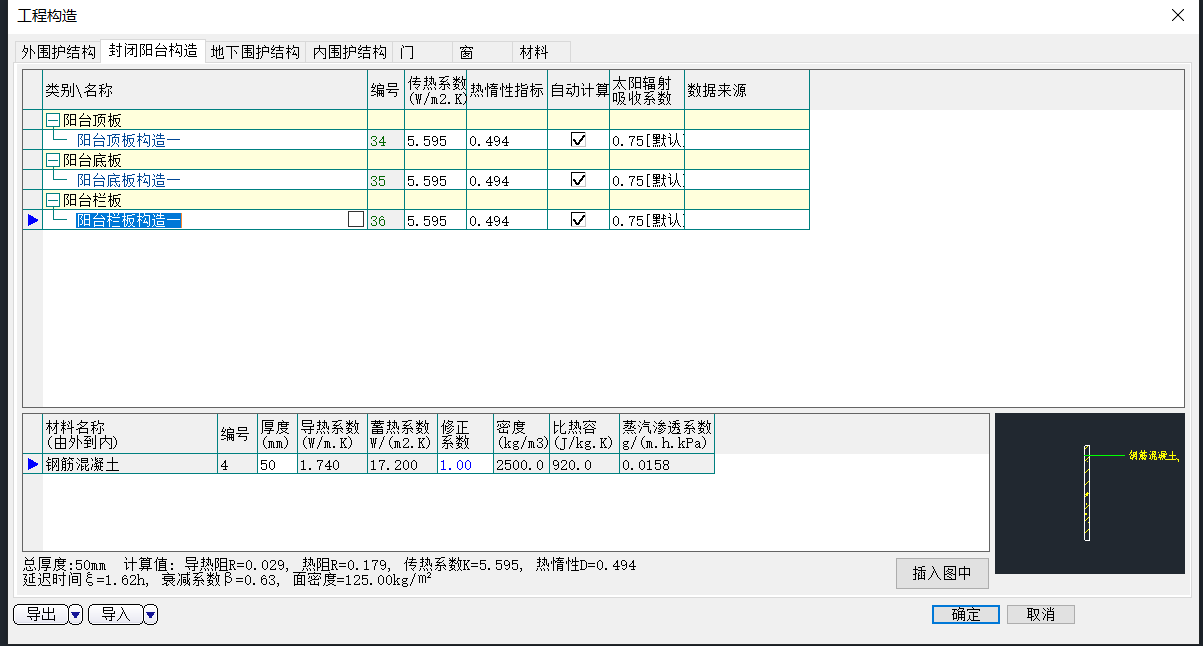 工程构造
外围护结构 封闭阳台构造 地下围护结构 内围护结构 门 窗 材料
类别\名称 编号 传热系数 (W/m2.K) 热惰性指标 自动计算 太阳辐射 吸收系数 数据来源
阳台顶板
阳台顶板构造一 34 5.595 0.494 0.75[默认]
阳台底板
阳台底板构造一 35 5.595 0.494 0.75[默认]
阳台栏板
阳台栏板构造一 36 5.595 0.494 0.75[默认]
材料名称 (由外到内) 编号 厚度 (mm) 导热系数 (W/m.K) 蓄热系数 W/(m2.K) 修正 系数 密度 (kg/m3) 比热容 (J/kg.K) 蒸汽渗透系数 g/(m.h.kPa)
钢筋混凝土 4 50 1.740 17.200 1.00 2500.0 920.0 0.0158
钢筋混凝土,
总厚度:50mm 计算值: 导热阻R=0.029, 热阻R=0.179, 传热系数K=5.595, 热惰性D=0.494
延迟时间ξ=1.62h, 衰减系数β=0.63, 面密度=125.00kg/㎡
插入图中
导出 导入 确定 取消